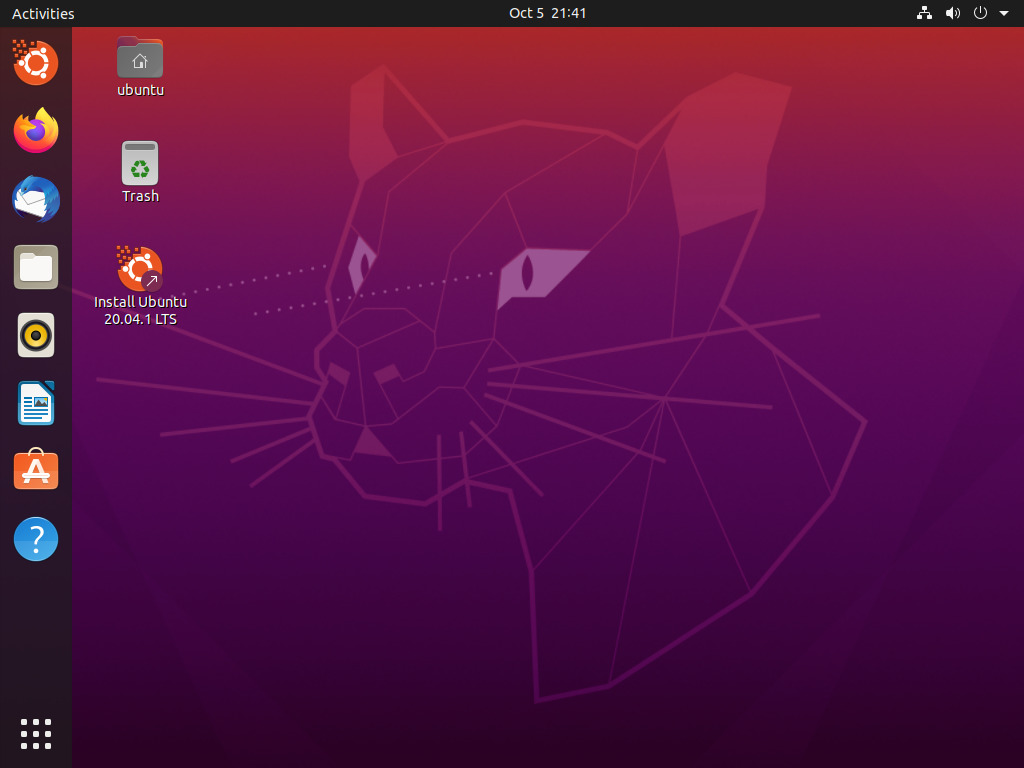 Activities
Oct 5 21:41
ubuntu
Trash
Install Ubuntu
20.04.1 LTS